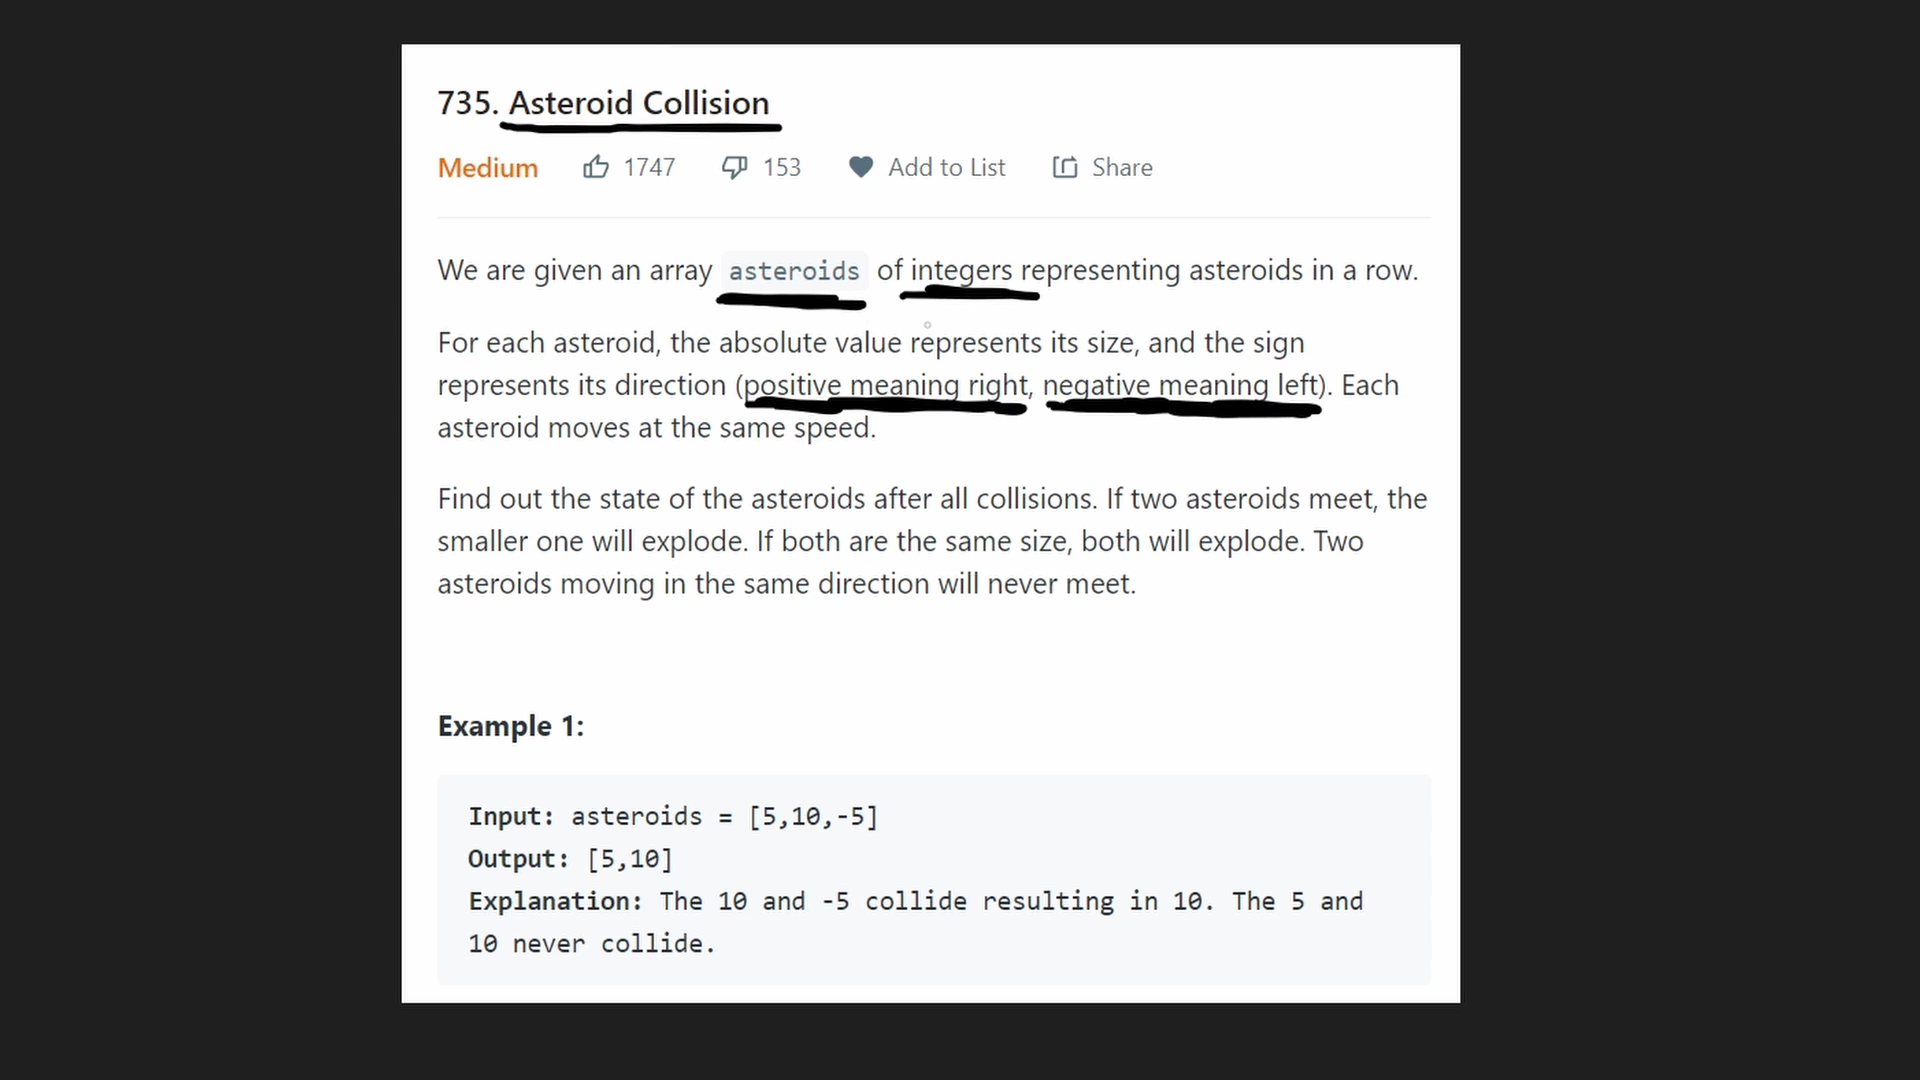 735. Asteroid Collision
Medium 1747 153 Add to List Share
We are given an array asteroids of integers representing asteroids in a row.
For each asteroid, the absolute value represents its size, and the sign
represents its direction (positive meaning right, negative meaning left). Each
asteroid moves at the same speed.
Find out the state of the asteroids after all collisions. If two asteroids meet, the
smaller one will explode. If both are the same size, both will explode. Two
asteroids moving in the same direction will never meet.
Example 1:
Input: asteroids = [5,10,-5]
Output: [5,10]
Explanation: The 10 and -5 collide resulting in 10. The 5 and
10 never collide.